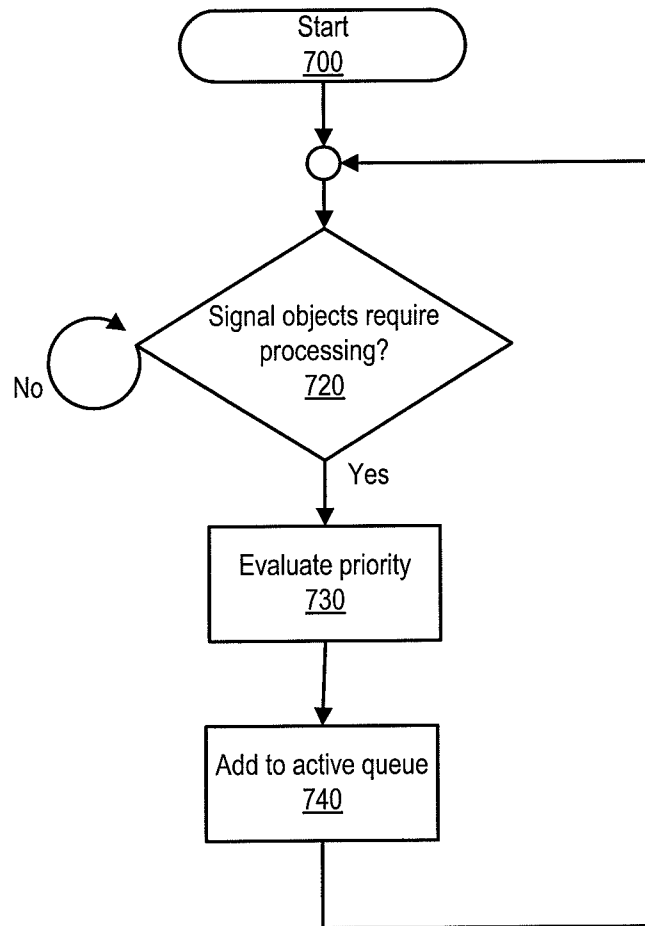 Start
700
Signal objects require
processing?
720
No
Yes
Evaluate priority
730
Add to active queue
740